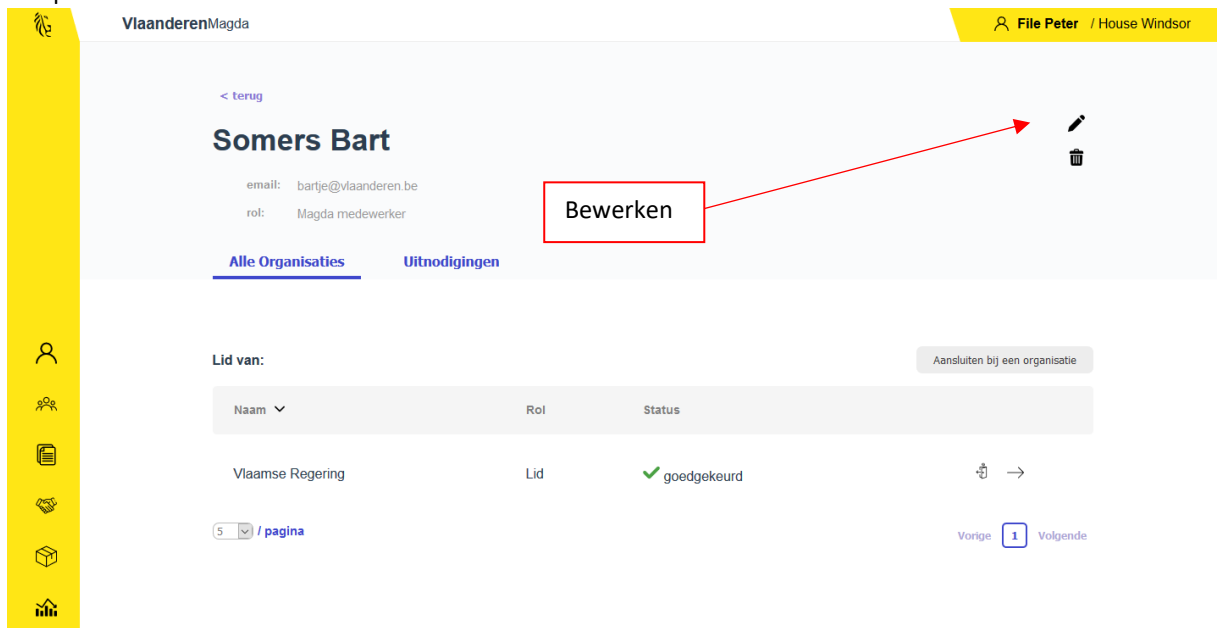 VlaanderenMagda
File Peter / House Windsor
< terug
Somers Bart
email: bartje@vlaanderen.be
rol: Magda medewerker
Bewerken
Alle Organisaties Uitnodigingen
Lid van: Aansluiten bij een organisatie
Naam Rol Status
Vlaamse Regering Lid goedgekeurd
5 / pagina Vorige 1 Volgende